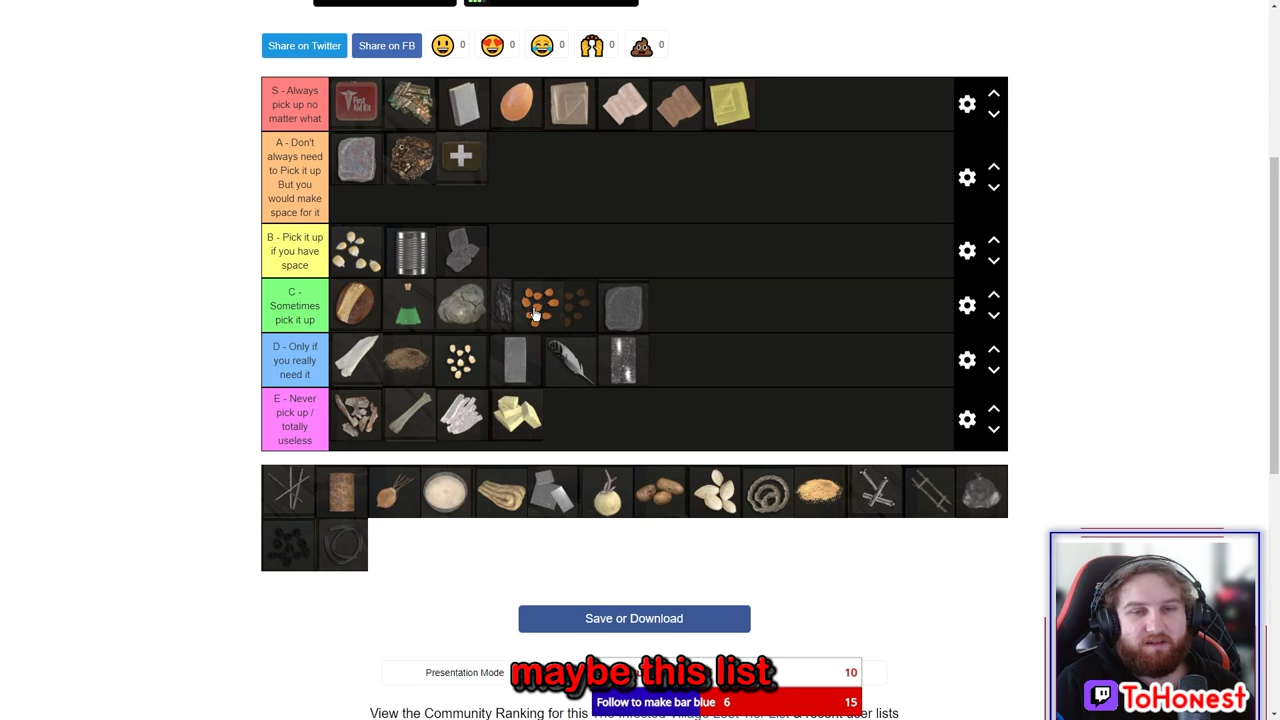 Share on Twitter
Share on FB
0
0
0
0
0
S - Always
pick up no
matter what
First
Aid Kit
A - Don't
always need
to Pick it up
But you
would make
space for it
B - Pick it up
if you have
space
C -
Sometimes
pick it up
D - Only if
you really
need it
E - Never
pick up /
totally
useless
Save or Download
Presentation Mode
maybe this list
10
Follow to make bar blue 6
15
ToHonest
View the Community Ranking for this The Infected Village Loot Tier List & recent user lists